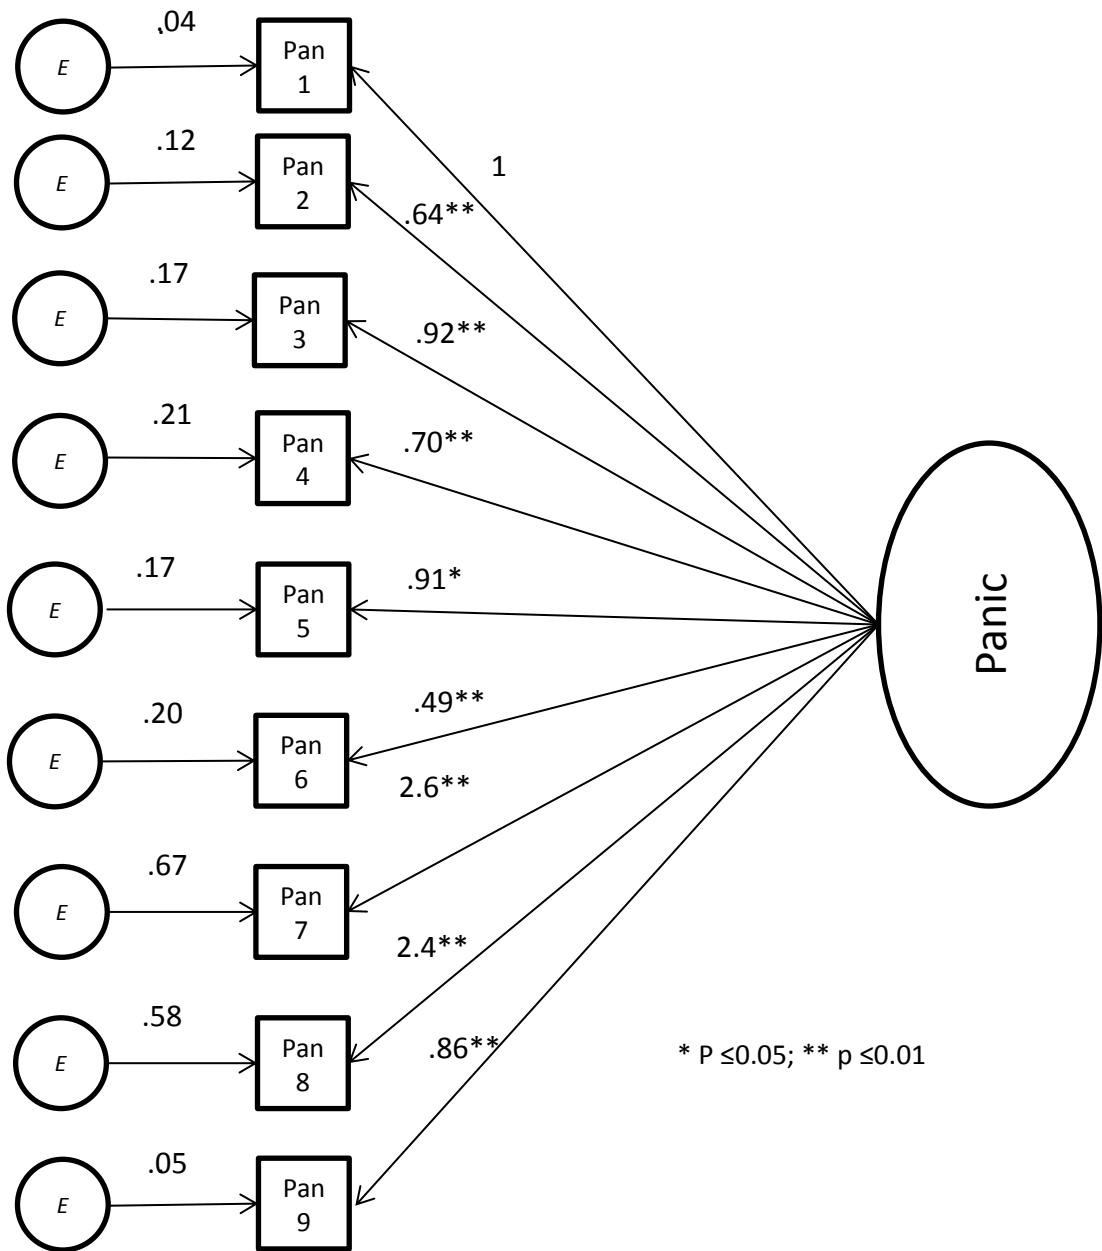 .04
E
Pan
1
1
.12
E
Pan
2
.64**
.17
E
Pan
3
.92**
.21
E
Pan
4
.70**
.17
E
Pan
5
.91*
Panic
.20
E
Pan
6
.49**
2.6**
.67
E
Pan
7
2.4**
.58
E
Pan
8
.86**
* P ≤0.05; ** p ≤0.01
.05
E
Pan
9